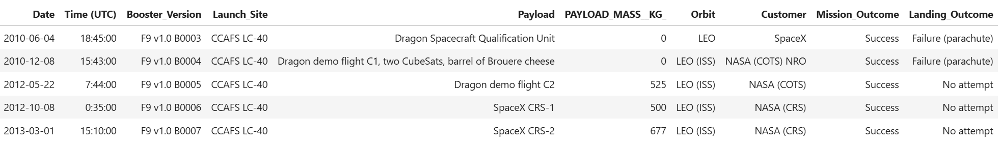 Date Time (UTC) Booster_Version Launch_Site Payload PAYLOAD_MASS__KG_ Orbit Customer Mission_Outcome Landing_Outcome
2010-06-04 18:45:00 F9 v1.0 B0003 CCAFS LC-40 Dragon Spacecraft Qualification Unit 0 LEO SpaceX Success Failure (parachute)
2010-12-08 15:43:00 F9 v1.0 B0004 CCAFS LC-40 Dragon demo flight C1, two CubeSats, barrel of Brouere cheese 0 LEO (ISS) NASA (COTS) NRO Success Failure (parachute)
2012-05-22 7:44:00 F9 v1.0 B0005 CCAFS LC-40 Dragon demo flight C2 525 LEO (ISS) NASA (COTS) Success No attempt
2012-10-08 0:35:00 F9 v1.0 B0006 CCAFS LC-40 SpaceX CRS-1 500 LEO (ISS) NASA (CRS) Success No attempt
2013-03-01 15:10:00 F9 v1.0 B0007 CCAFS LC-40 SpaceX CRS-2 677 LEO (ISS) NASA (CRS) Success No attempt